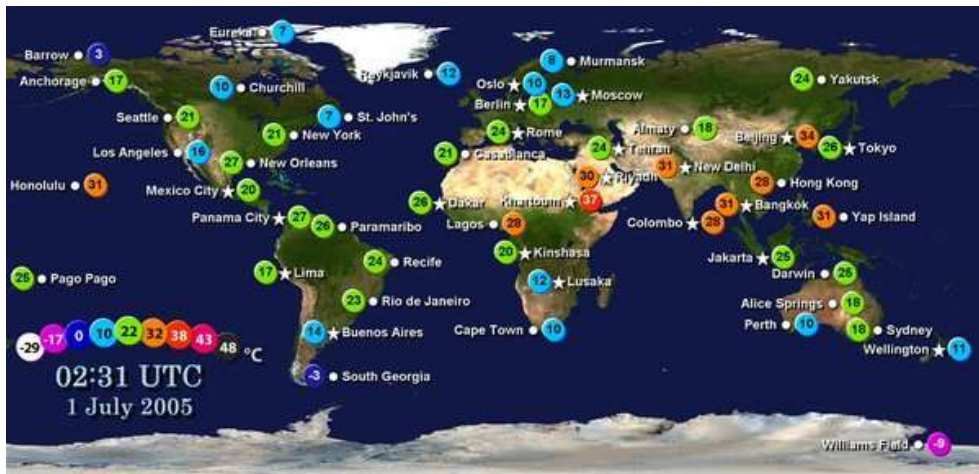 Eureka 7
Barrow 3
Anchorage 17
Reykjavik 12
8 Murmansk
Oslo 10
13 Moscow
24 Yakutsk
10 Churchill
Berlin 17
Seattle 21
7 St. John's
21 New York
24 Rome
Almaty 18
Beijing 34
26 Tokyo
Los Angeles 16
27 New Orleans
21 Casablanca
24 Tehran
31 New Delhi
Honolulu 31
Mexico City 20
30 Riyadh
28 Hong Kong
26 Dakar
Khartoum 37
31 Bangkok
Panama City 27
26 Paramaribo
Lagos 28
Colombo 28
31 Yap Island
20 Kinshasa
Jakarta 25
25 Pago Pago
17 Lima
24 Recife
12 Lusaka
Darwin 25
23 Rio de Janeiro
Alice Springs 18
14 Buenos Aires
Cape Town 10
Perth 10
18 Sydney
Wellington 11
-29 -17 0 10 22 32 38 43 48 °C
-3 South Georgia
02:31 UTC
1 July 2005
Williams Field -9